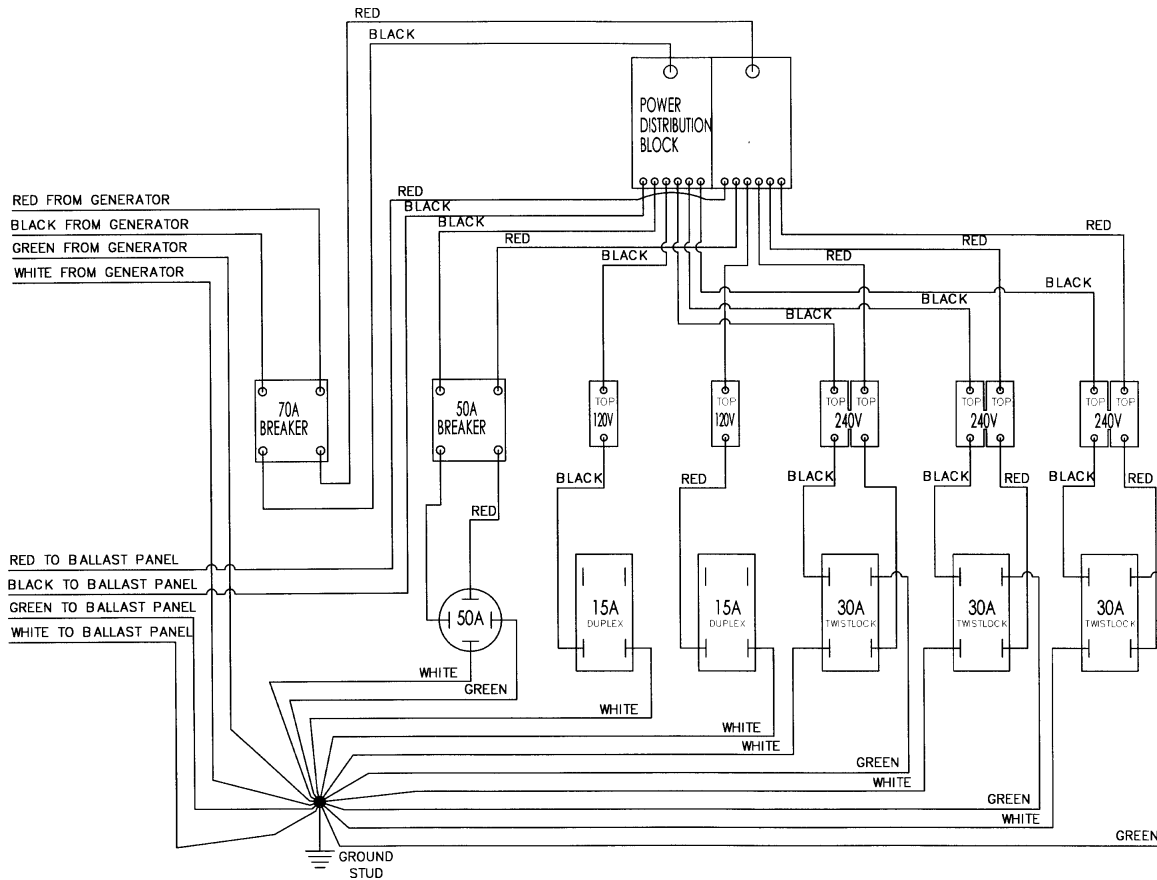 RED
BLACK
POWER
DISTRIBUTION
BLOCK
RED
BLACK
BLACK
RED FROM GENERATOR
BLACK FROM GENERATOR
GREEN FROM GENERATOR
WHITE FROM GENERATOR
RED
BLACK
RED
RED
RED
BLACK
BLACK
BLACK
70A
BREAKER
50A
BREAKER
TOP
120V
TOP
120V
TOP TOP
240V
TOP TOP
240V
TOP TOP
240V
BLACK
RED
BLACK
BLACK
RED
BLACK
RED
RED
RED TO BALLAST PANEL
BLACK TO BALLAST PANEL
GREEN TO BALLAST PANEL
WHITE TO BALLAST PANEL
50A
15A
DUPLEX
15A
DUPLEX
30A
TWISTLOCK
30A
TWISTLOCK
30A
TWISTLOCK
WHITE
GREEN
WHITE
WHITE
WHITE
GREEN
WHITE
GREEN
WHITE
GREEN
GROUND
STUD